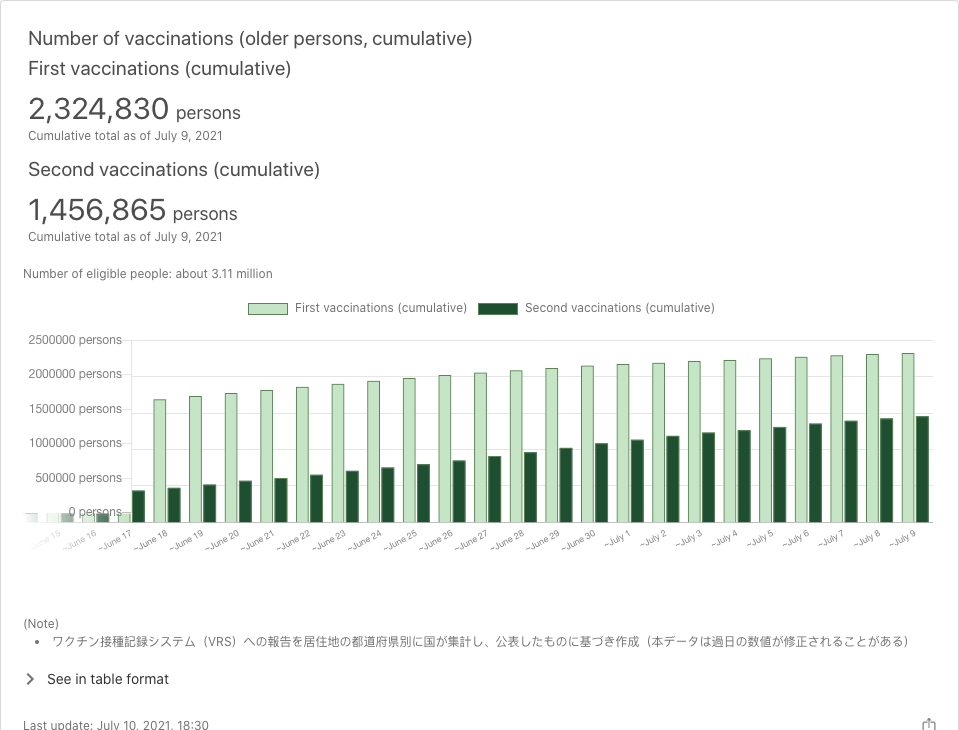 Number of vaccinations (older persons, cumulative)
First vaccinations (cumulative)
2,324,830 persons
Cumulative total as of July 9, 2021
Second vaccinations (cumulative)
1,456,865 persons
Cumulative total as of July 9, 2021
Number of eligible people: about 3.11 million
First vaccinations (cumulative) Second vaccinations (cumulative)
2500000 persons
2000000 persons
1500000 persons
1000000 persons
500000 persons
0 persons
~June 15 ~June 16 ~June 17 ~June 18 ~June 19 ~June 20 ~June 21 ~June 22 ~June 23 ~June 24 ~June 25 ~June 26 ~June 27 ~June 28 ~June 29 ~June 30 ~July 1 ~July 2 ~July 3 ~July 4 ~July 5 ~July 6 ~July 7 ~July 8 ~July 9
(Note)
• ワクチン接種記録システム（VRS）への報告を居住地の都道府県別に国が集計し、公表したものに基づき作成（本データは過日の数値が修正されることがある）
See in table format
Last update: July 10, 2021, 18:30